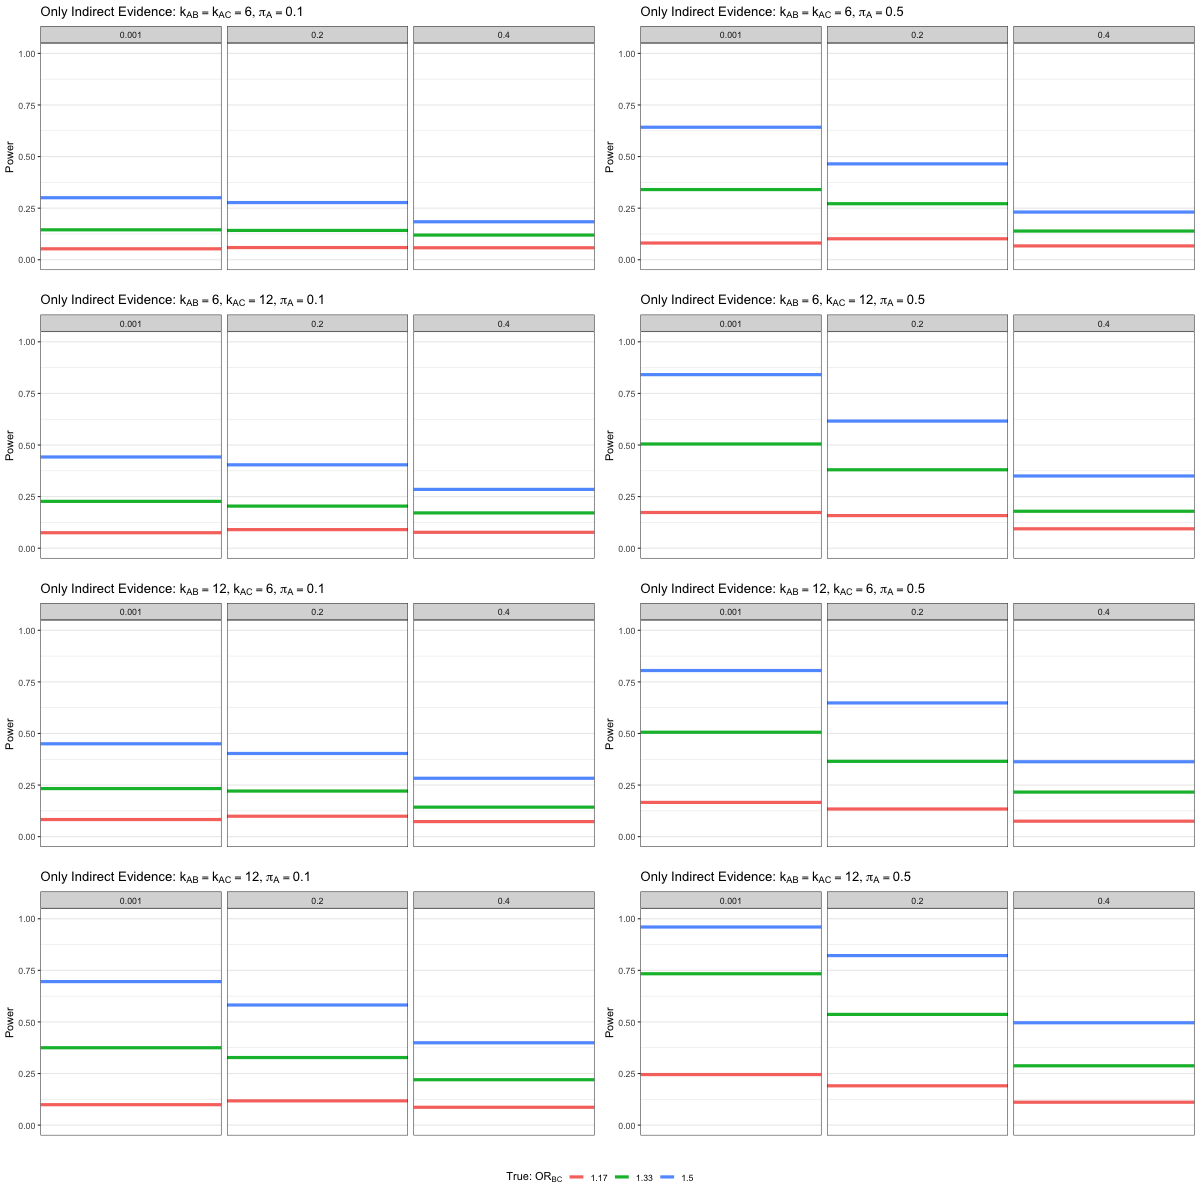 Only Indirect Evidence: kAB = kAC = 6, πA = 0.1
0.001 0.2 0.4
1.00
0.75
0.50
0.25
0.00
Power
Only Indirect Evidence: kAB = kAC = 6, πA = 0.5
0.001 0.2 0.4
1.00
0.75
0.50
0.25
0.00
Power
Only Indirect Evidence: kAB = 6, kAC = 12, πA = 0.1
0.001 0.2 0.4
1.00
0.75
0.50
0.25
0.00
Power
Only Indirect Evidence: kAB = 6, kAC = 12, πA = 0.5
0.001 0.2 0.4
1.00
0.75
0.50
0.25
0.00
Power
Only Indirect Evidence: kAB = 12, kAC = 6, πA = 0.1
0.001 0.2 0.4
1.00
0.75
0.50
0.25
0.00
Power
Only Indirect Evidence: kAB = 12, kAC = 6, πA = 0.5
0.001 0.2 0.4
1.00
0.75
0.50
0.25
0.00
Power
Only Indirect Evidence: kAB = kAC = 12, πA = 0.1
0.001 0.2 0.4
1.00
0.75
0.50
0.25
0.00
Power
Only Indirect Evidence: kAB = kAC = 12, πA = 0.5
0.001 0.2 0.4
1.00
0.75
0.50
0.25
0.00
Power
True: ORBC 1.17 1.33 1.5